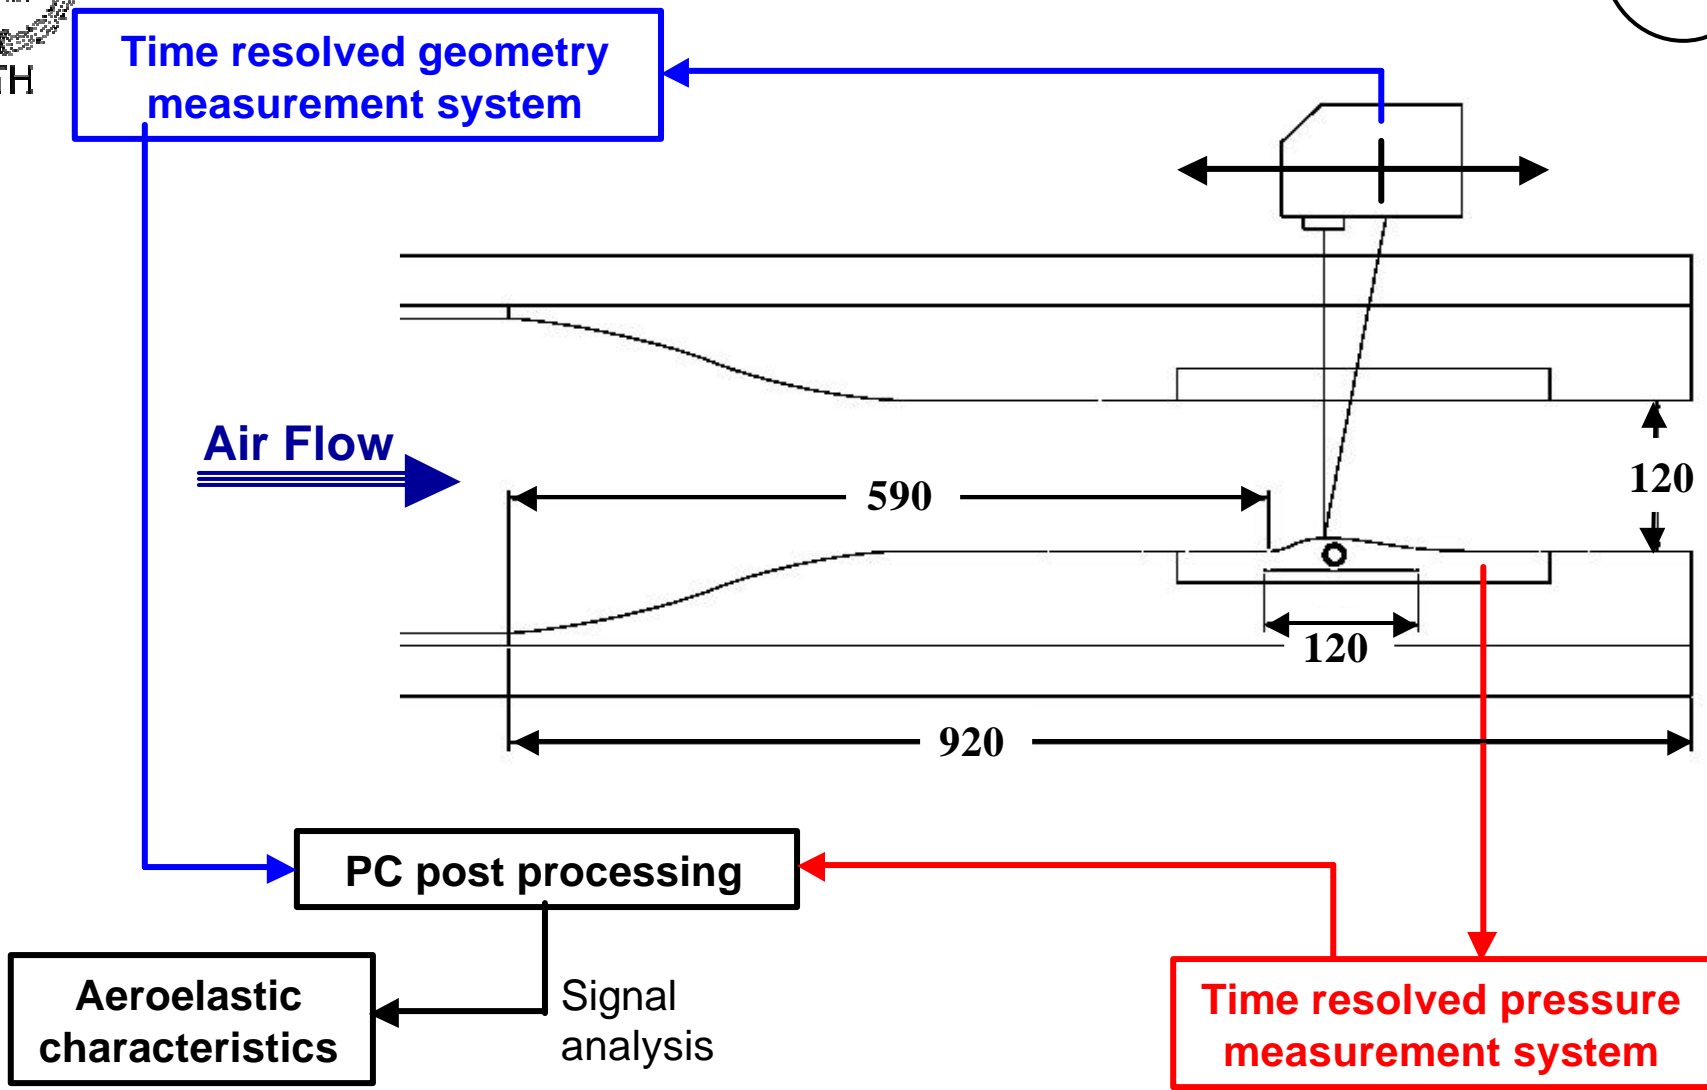 Time resolved geometry
measurement system
TH
Air Flow
590
120
120
920
PC post processing
Aeroelastic
characteristics
Signal
analysis
Time resolved pressure
measurement system